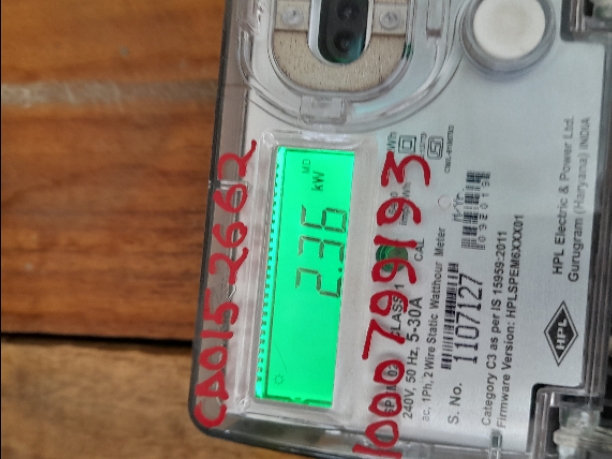 CA0152662
MD
2.36 kW
1000799193
CLASS 1
CAL
240V, 50 Hz, 5-30A
ac, 1Ph, 2 Wire Static Watthour Meter
S. No. 1107127
Category C3 as per IS 15959-2011
Firmware Version: HPLSPEM6XXX01
HPL
HPL Electric & Power Ltd.
Gurugram (Haryana) INDIA